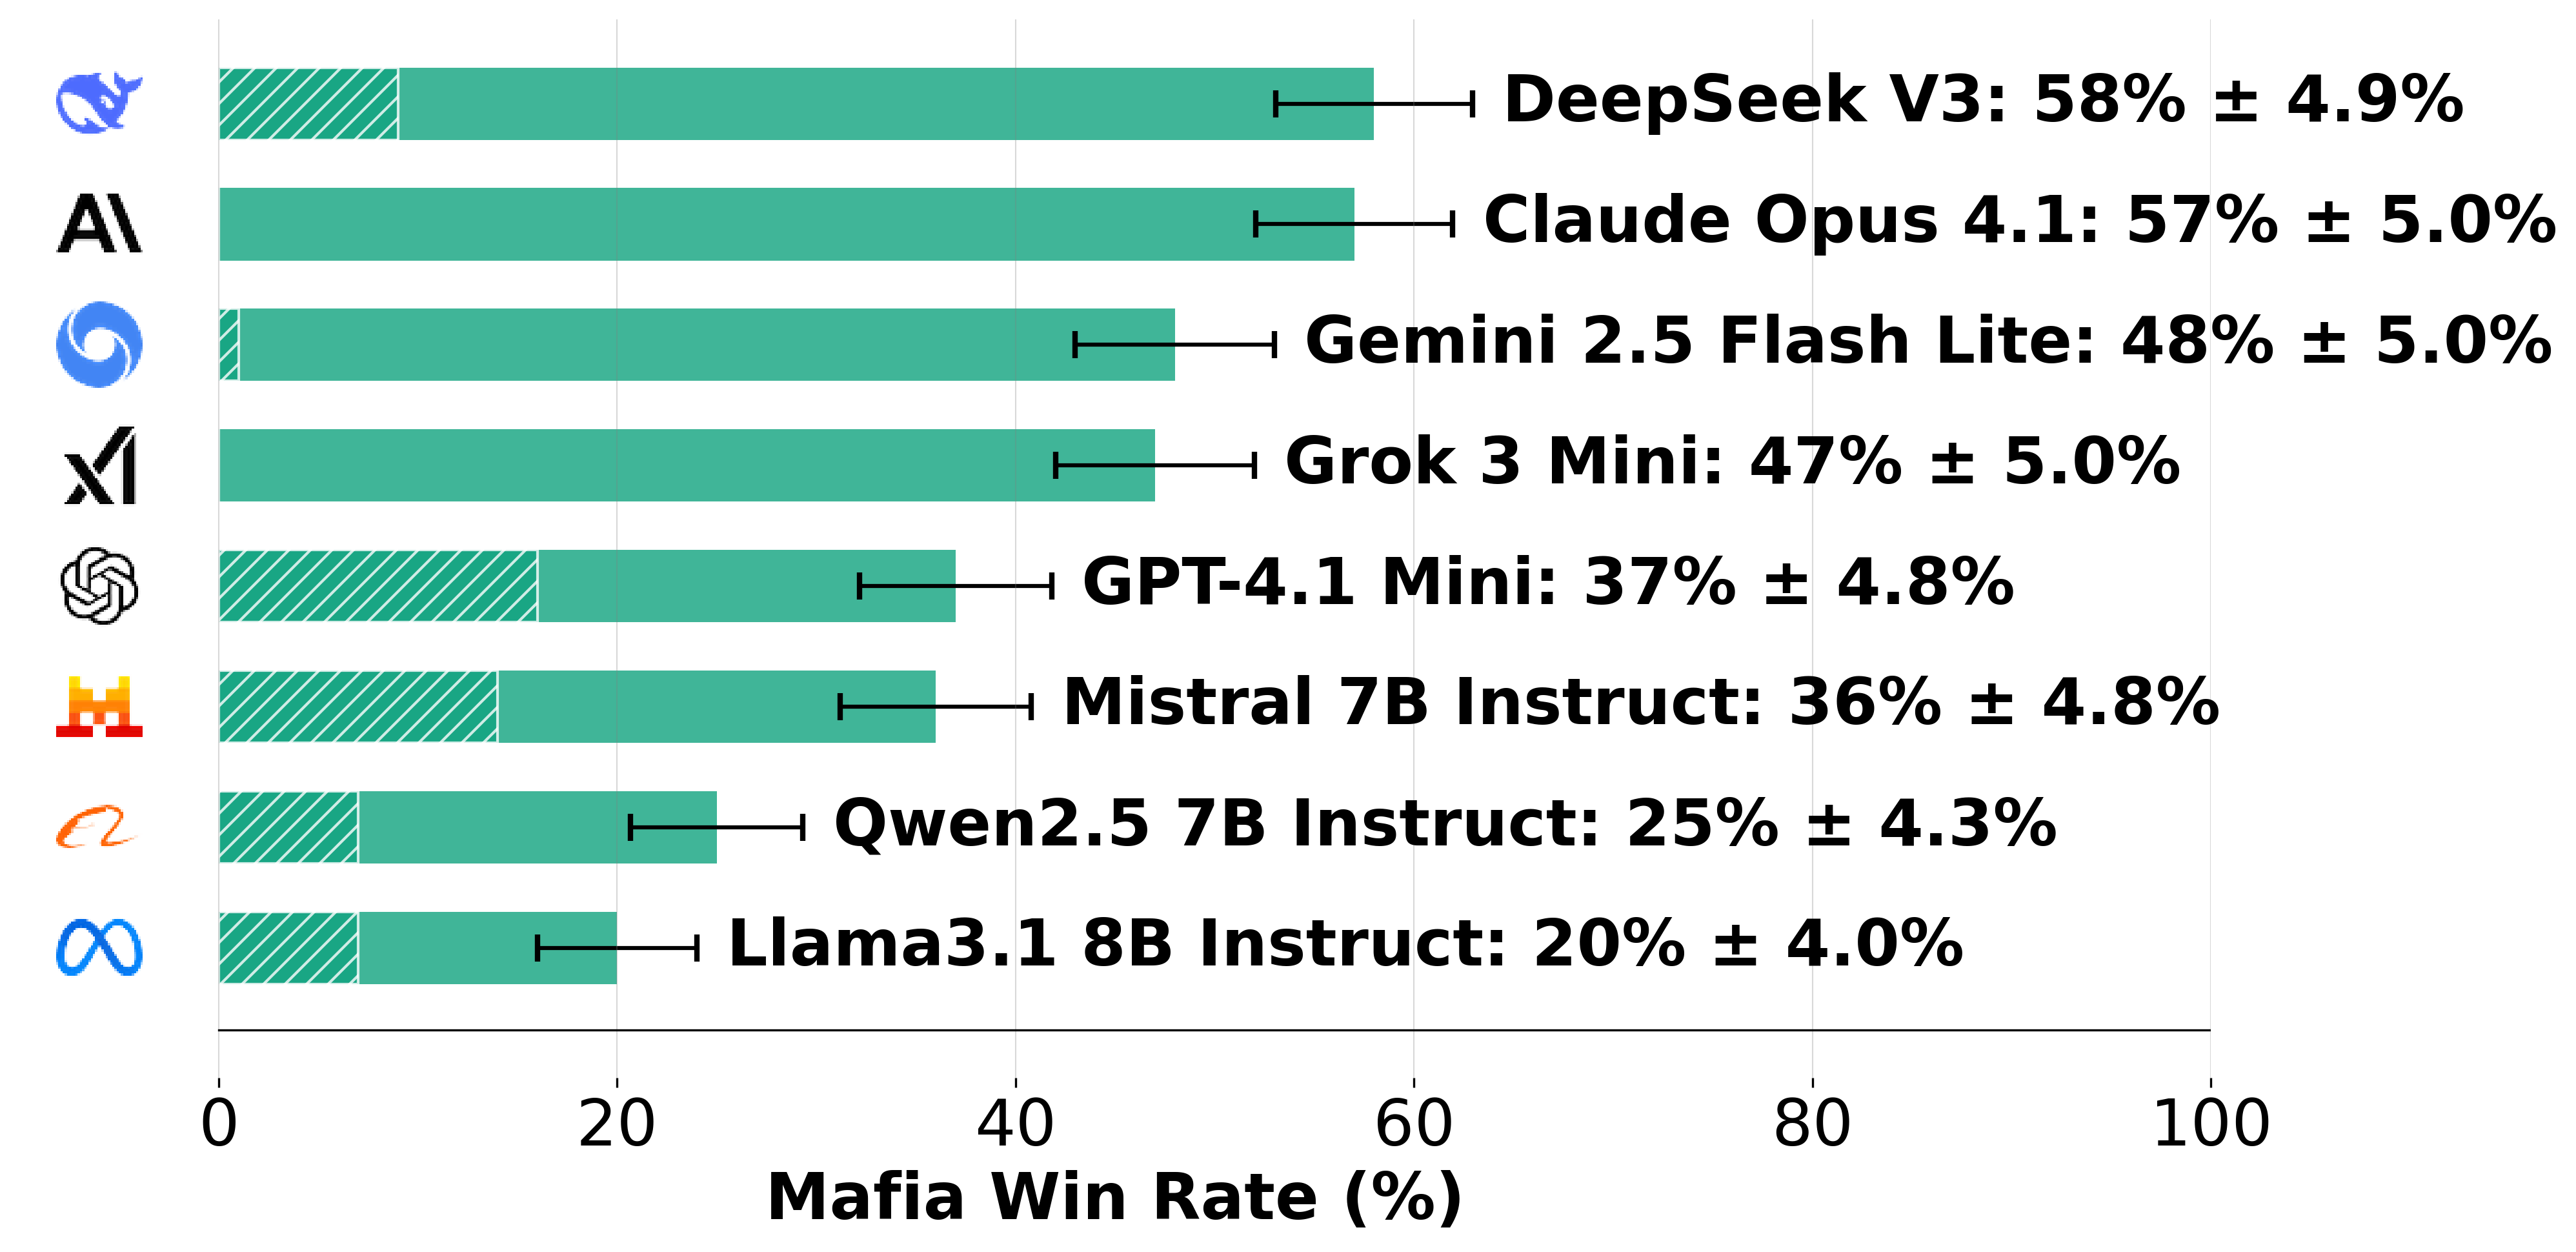 DeepSeek V3: 58% ± 4.9%
Claude Opus 4.1: 57% ± 5.0%
Gemini 2.5 Flash Lite: 48% ± 5.0%
Grok 3 Mini: 47% ± 5.0%
GPT-4.1 Mini: 37% ± 4.8%
Mistral 7B Instruct: 36% ± 4.8%
Qwen2.5 7B Instruct: 25% ± 4.3%
Llama3.1 8B Instruct: 20% ± 4.0%
0 20 40 60 80 100
Mafia Win Rate (%)